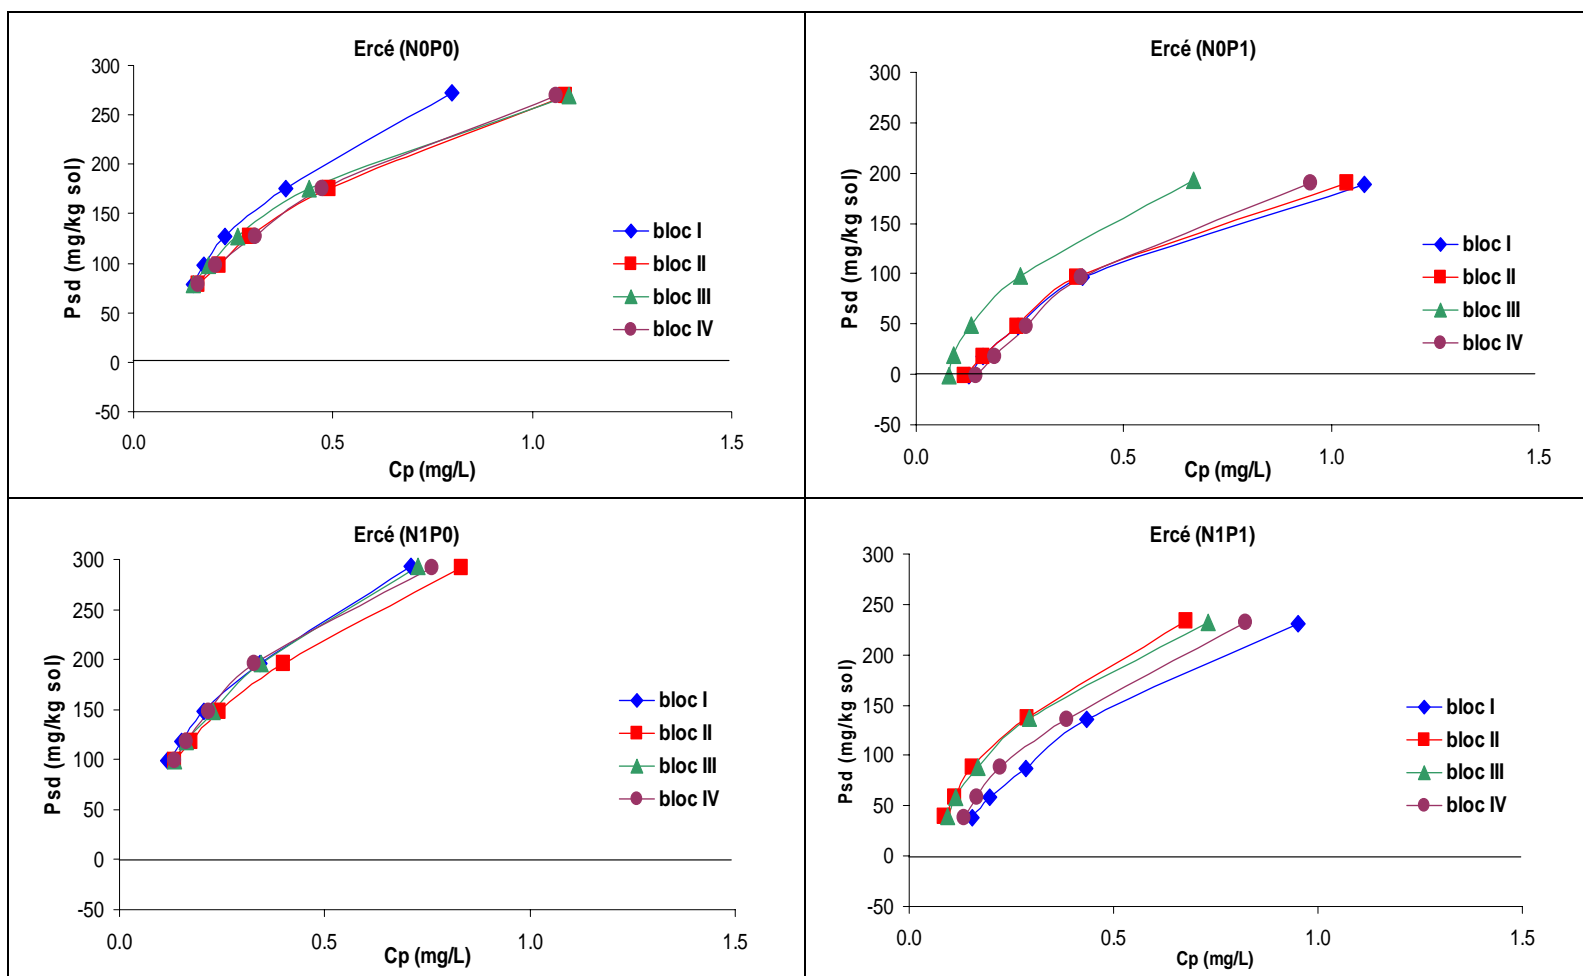 Ercé (N0P0)
300
250
200
150
100
50
0
-50
Psd (mg/kg sol)
0.0 0.5 1.0 1.5
Cp (mg/L)
bloc I
bloc II
bloc III
bloc IV
Ercé (N0P1)
300
250
200
150
100
50
0
-50
Psd (mg/kg sol)
0.0 0.5 1.0 1.5
Cp (mg/L)
bloc I
bloc II
bloc III
bloc IV
Ercé (N1P0)
300
250
200
150
100
50
0
-50
Psd (mg/kg sol)
0.0 0.5 1.0 1.5
Cp (mg/L)
bloc I
bloc II
bloc III
bloc IV
Ercé (N1P1)
300
250
200
150
100
50
0
-50
Psd (mg/kg sol)
0.0 0.5 1.0 1.5
Cp (mg/L)
bloc I
bloc II
bloc III
bloc IV